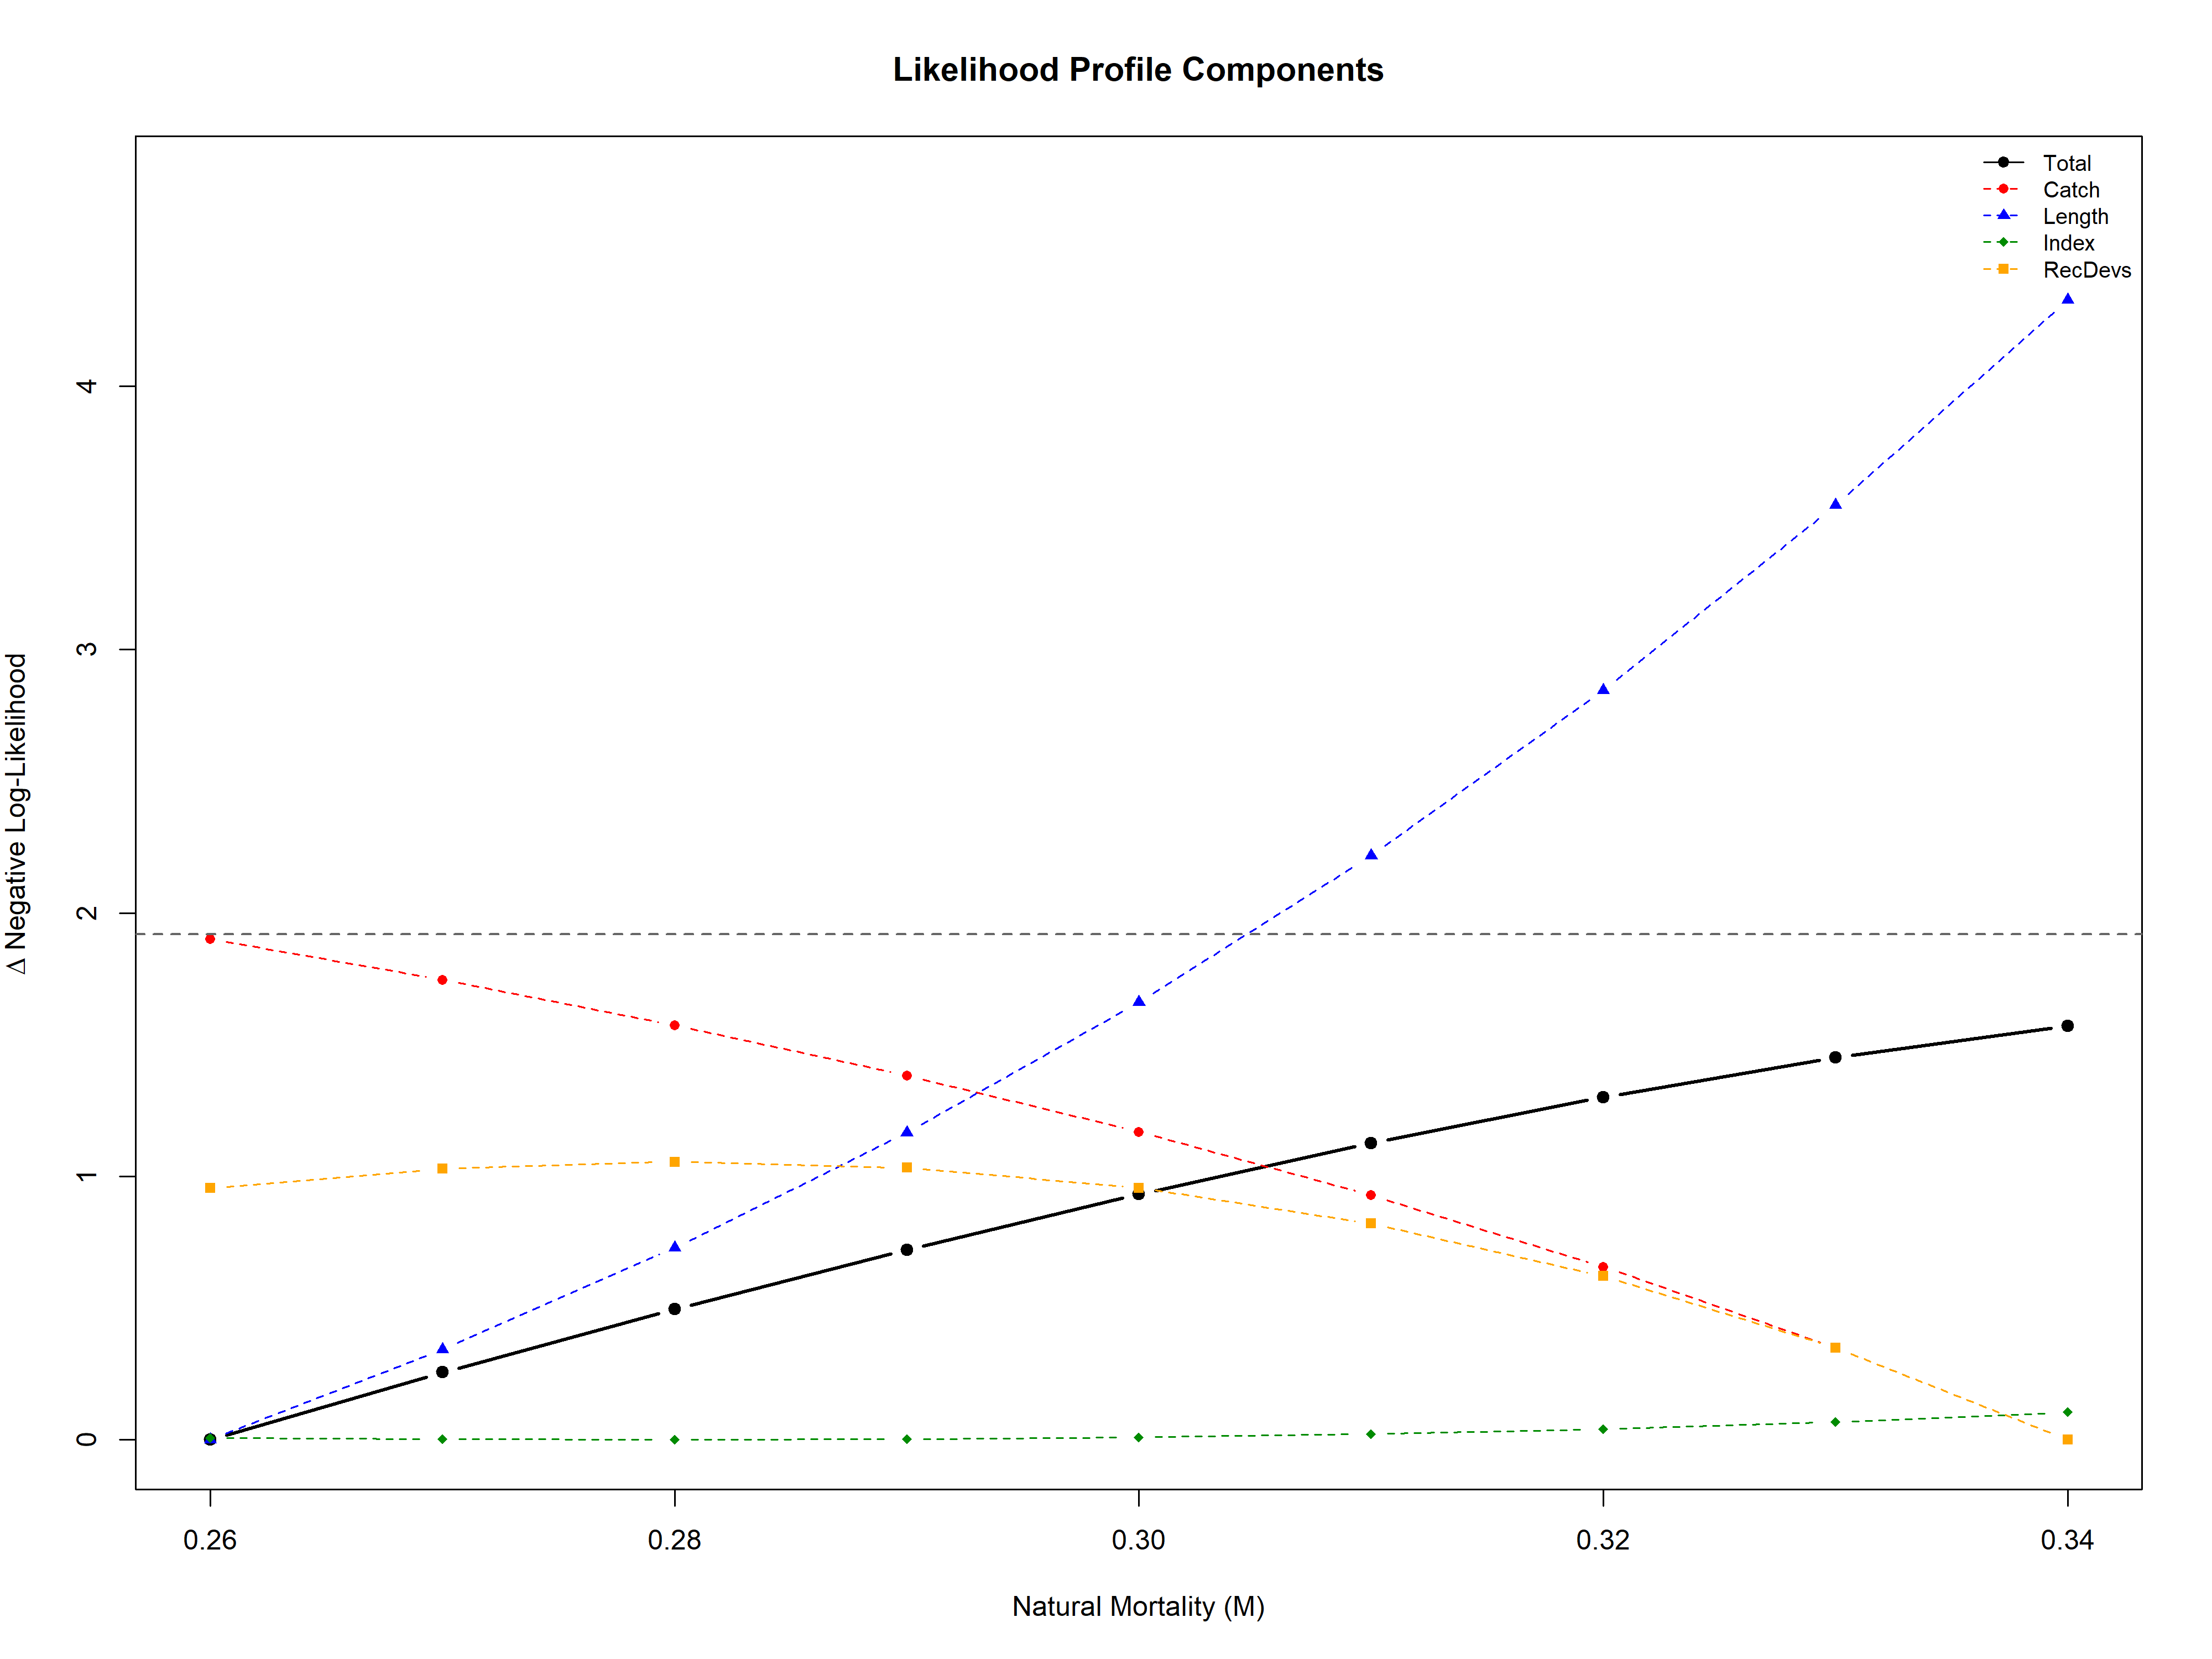 Likelihood Profile Components
Total
Catch
Length
Index
RecDevs
4
3
2
1
0
Δ Negative Log-Likelihood
0.26 0.28 0.30 0.32 0.34
Natural Mortality (M)